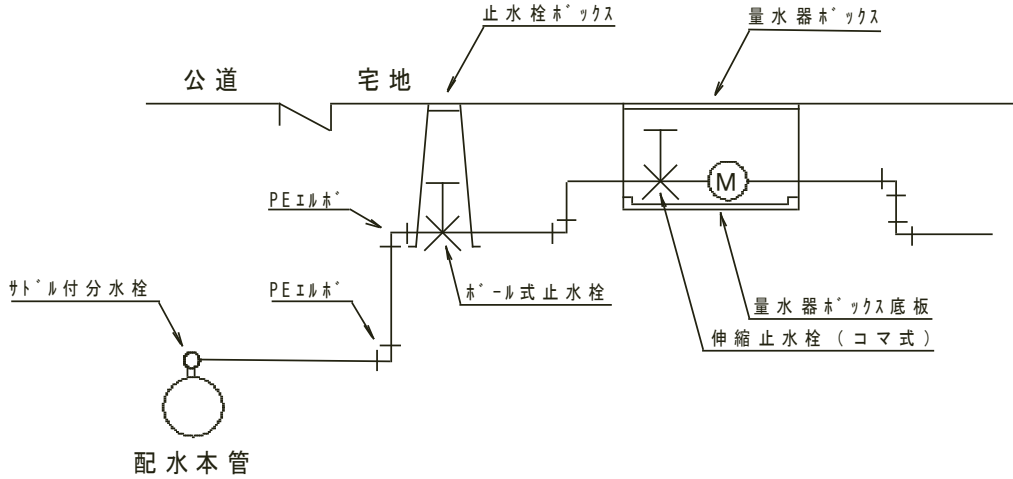 止水栓ﾎﾞｯｸｽ
量水器ﾎﾞｯｸｽ
公道
宅地
M
PEｴﾙﾎﾞ
ｻﾄﾞﾙ付分水栓
PEｴﾙﾎﾞ
ﾎﾞｰﾙ式止水栓
量水器ﾎﾞｯｸｽ底板
伸縮止水栓(コマ式)
配水本管